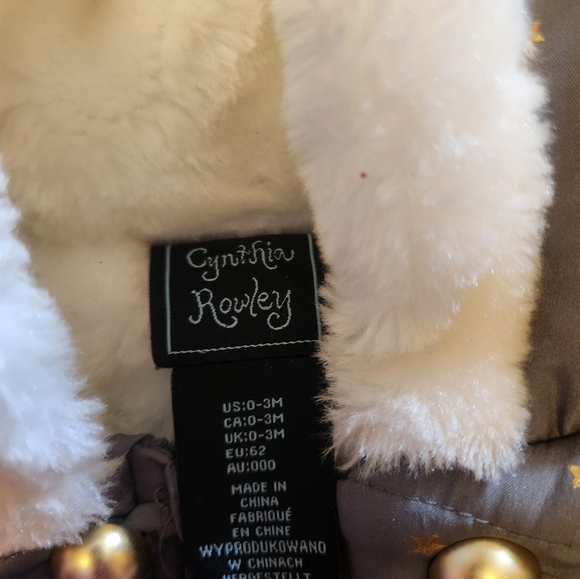 Cynthia
Rowley
US:0-3M
CA:0-3M
UK:0-3M
EU:62
AU:000
MADE IN
CHINA
FABRIQUÉ
EN CHINE
WYPRODUKOWANO
W CHINACH
HERGESTELLT